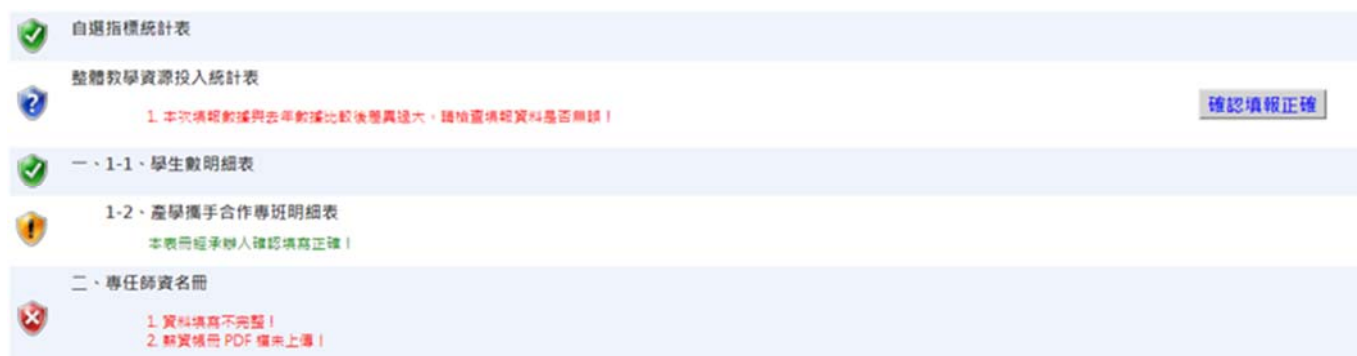 自選指標統計表
整體教學資源投入統計表
1. 本次填報數據與去年數據比較後差異過大，請檢查填報資料是否無誤！
確認填報正確
一、1-1、學生數明細表
1-2、產學攜手合作專班明細表
本表冊經承辦人確認填寫正確！
二、專任師資名冊
1. 資料填寫不完整！
2. 薪資帳冊 PDF 檔未上傳！